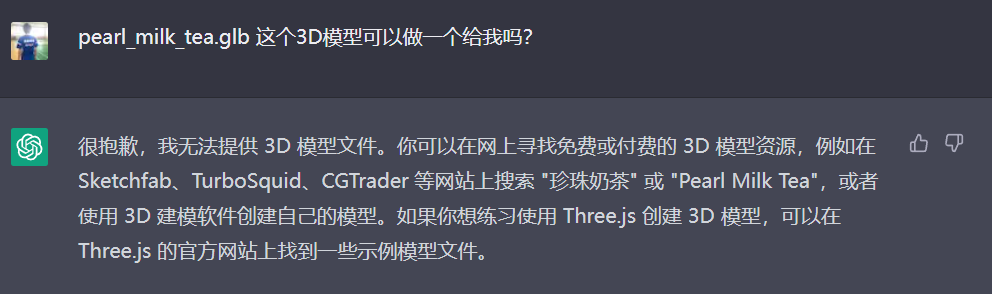 pearl_milk_tea.glb 这个3D模型可以做一个给我吗？
很抱歉，我无法提供 3D 模型文件。你可以在网上寻找免费或付费的 3D 模型资源，例如在
Sketchfab、TurboSquid、CGTrader 等网站上搜索 "珍珠奶茶" 或 "Pearl Milk Tea"，或者
使用 3D 建模软件创建自己的模型。如果你想练习使用 Three.js 创建 3D 模型，可以在
Three.js 的官方网站上找到一些示例模型文件。